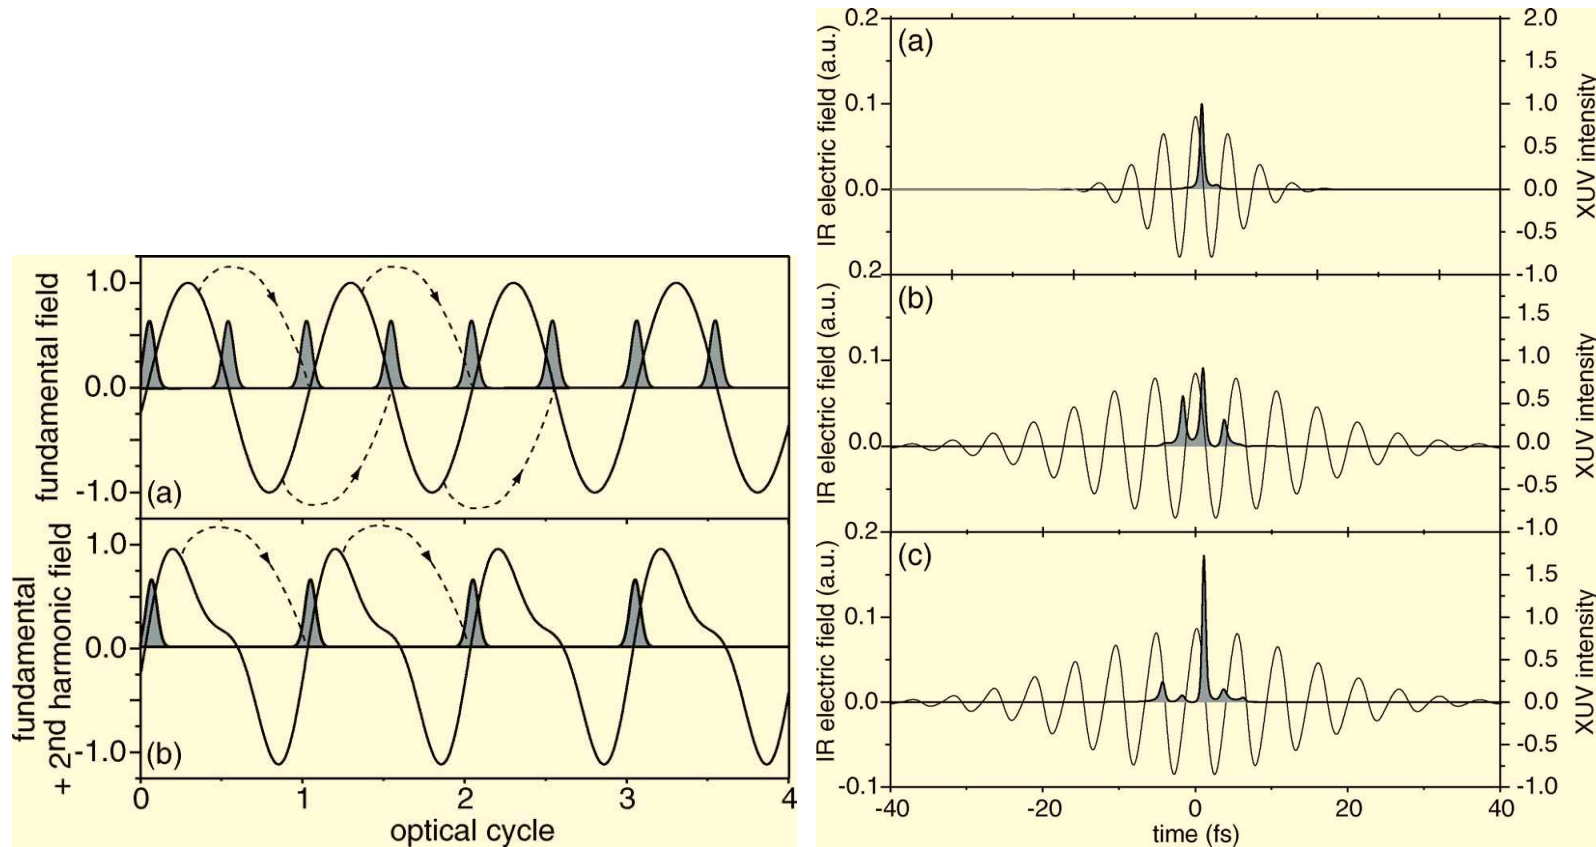 fundamental field
1.0
0.0
-1.0
(a)
fundamental
+ 2nd harmonic field
1.0
0.0
-1.0
(b)
0
1
2
3
4
optical cycle
IR electric field (a.u.)
0.2
0.1
0.0
(a)
2.0
1.5
1.0
0.5
0.0
-0.5
-1.0
XUV intensity
IR electric field (a.u.)
0.2
0.1
0.0
(b)
1.5
1.0
0.5
0.0
-0.5
-1.0
XUV intensity
IR electric field (a.u.)
0.2
0.1
0.0
-0.1
(c)
1.5
1.0
0.5
0.0
-0.5
-1.0
XUV intensity
-40
-20
0
20
40
time (fs)